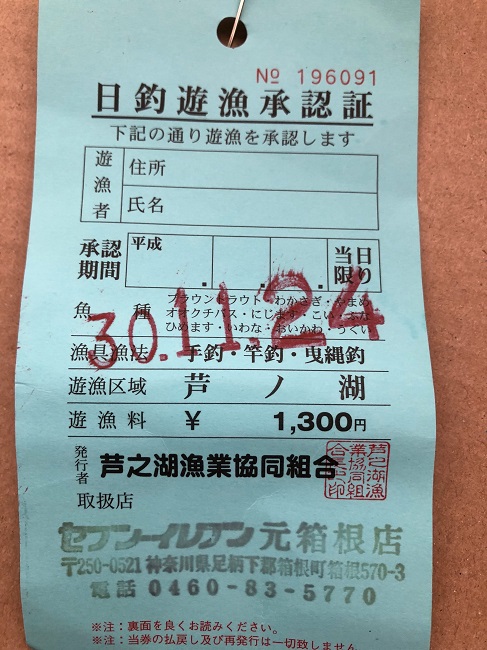 No 196091
日釣遊漁承認証
下記の通り遊漁を承認します
遊漁者 住所
氏名
承認期間 平成 . . . 当日限り
魚種 ブラウントラウト・わかさぎ・やまめ
オオクチバス・にじます・こい・ふな
ひめます・いわな・おいかわ・うぐい
30.11.24
漁具漁法 手釣・竿釣・曳縄釣
遊漁区域 芦ノ湖
遊漁料 ¥ 1,300円
発行者 芦之湖漁業協同組合
芦之湖漁業協同組合之印
取扱店
セブン-イレブン 元箱根店
〒250-0521 神奈川県足柄下郡箱根町箱根570-3
電話 0460-83-5770
※注：裏面を良くお読みください。
※注：当券の払戻し及び再発行は一切致しません